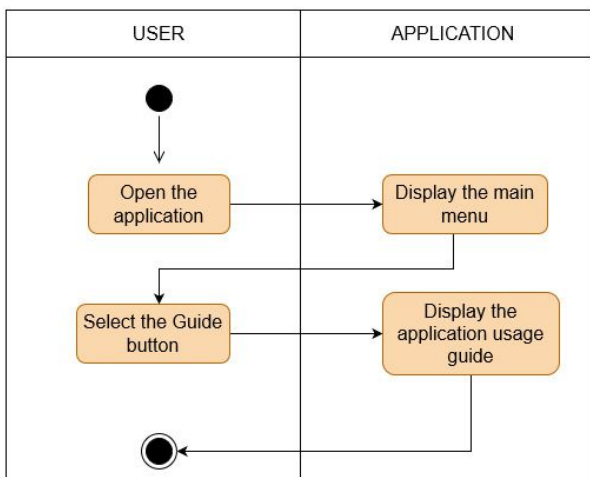 USER
APPLICATION
Open the
application
Display the main
menu
Select the Guide
button
Display the
application usage
guide